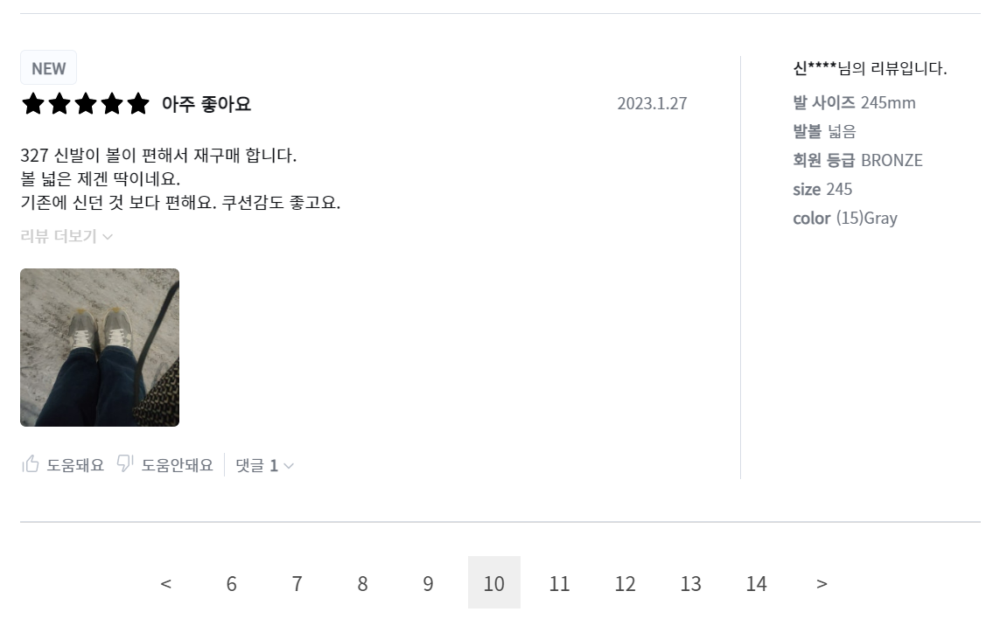 NEW
아주 좋아요
2023.1.27
327 신발이 볼이 편해서 재구매 합니다.
볼 넓은 제겐 딱이네요.
기존에 신던 것 보다 편해요. 쿠션감도 좋고요.
리뷰 더보기
도움돼요 도움안돼요 댓글 1
신****님의 리뷰입니다.
발 사이즈 245mm
발볼 넓음
회원 등급 BRONZE
size 245
color (15)Gray
< 6 7 8 9 10 11 12 13 14 >